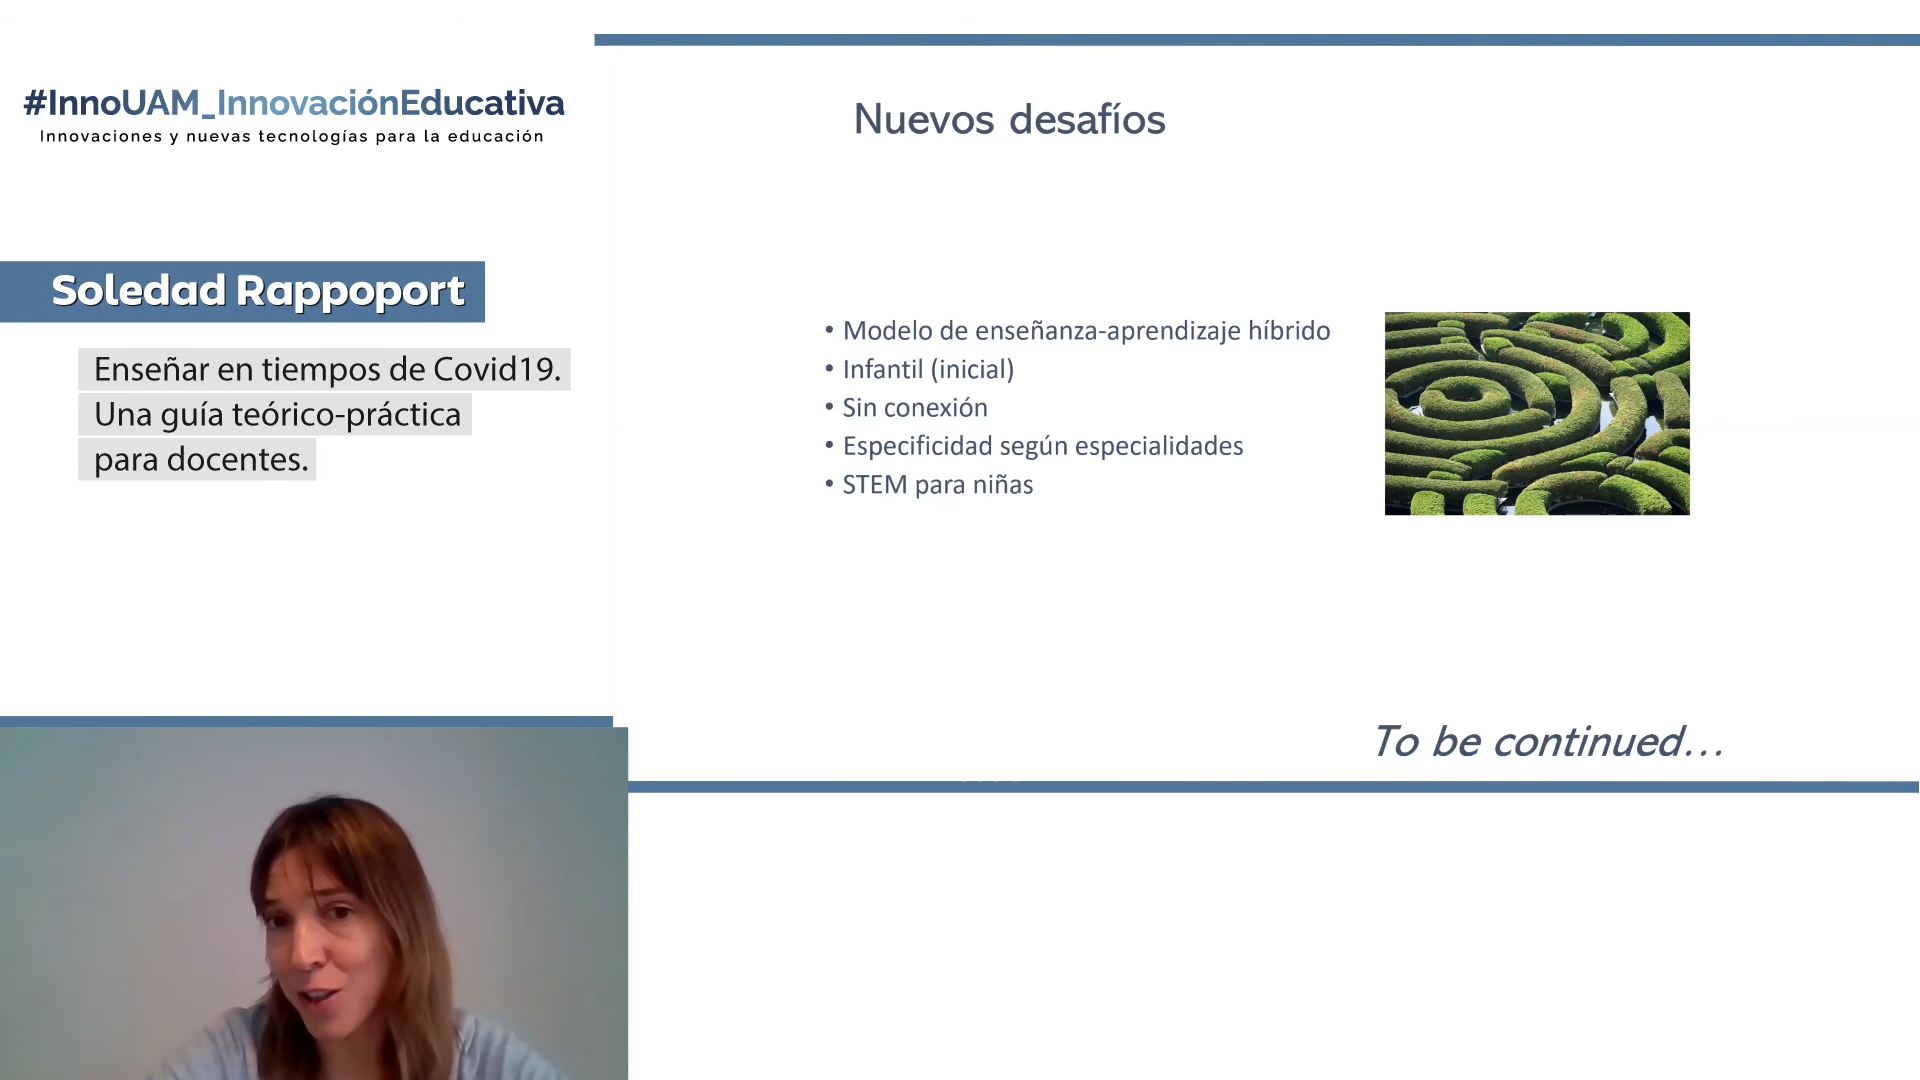 #InnoUAM_InnovaciónEducativa
Innovaciones y nuevas tecnologías para la educación
Soledad Rappoport
Enseñar en tiempos de Covid19.
Una guía teórico-práctica
para docentes.
Nuevos desafíos
• Modelo de enseñanza-aprendizaje híbrido
• Infantil (inicial)
• Sin conexión
• Especificidad según especialidades
• STEM para niñas
To be continued...